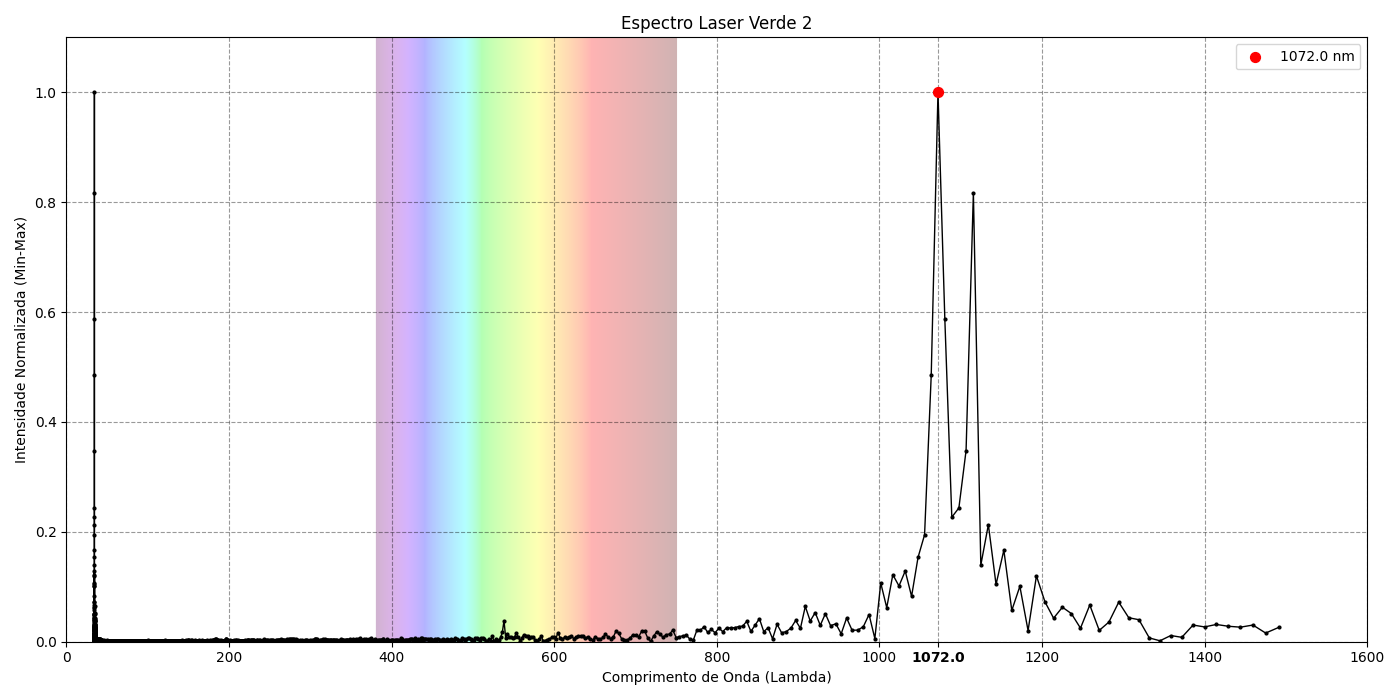 Espectro Laser Verde 2
1072.0 nm
Intensidade Normalizada (Min-Max)
1.0
0.8
0.6
0.4
0.2
0.0
0 200 400 600 800 1000 1072.0 1200 1400 1600
Comprimento de Onda (Lambda)